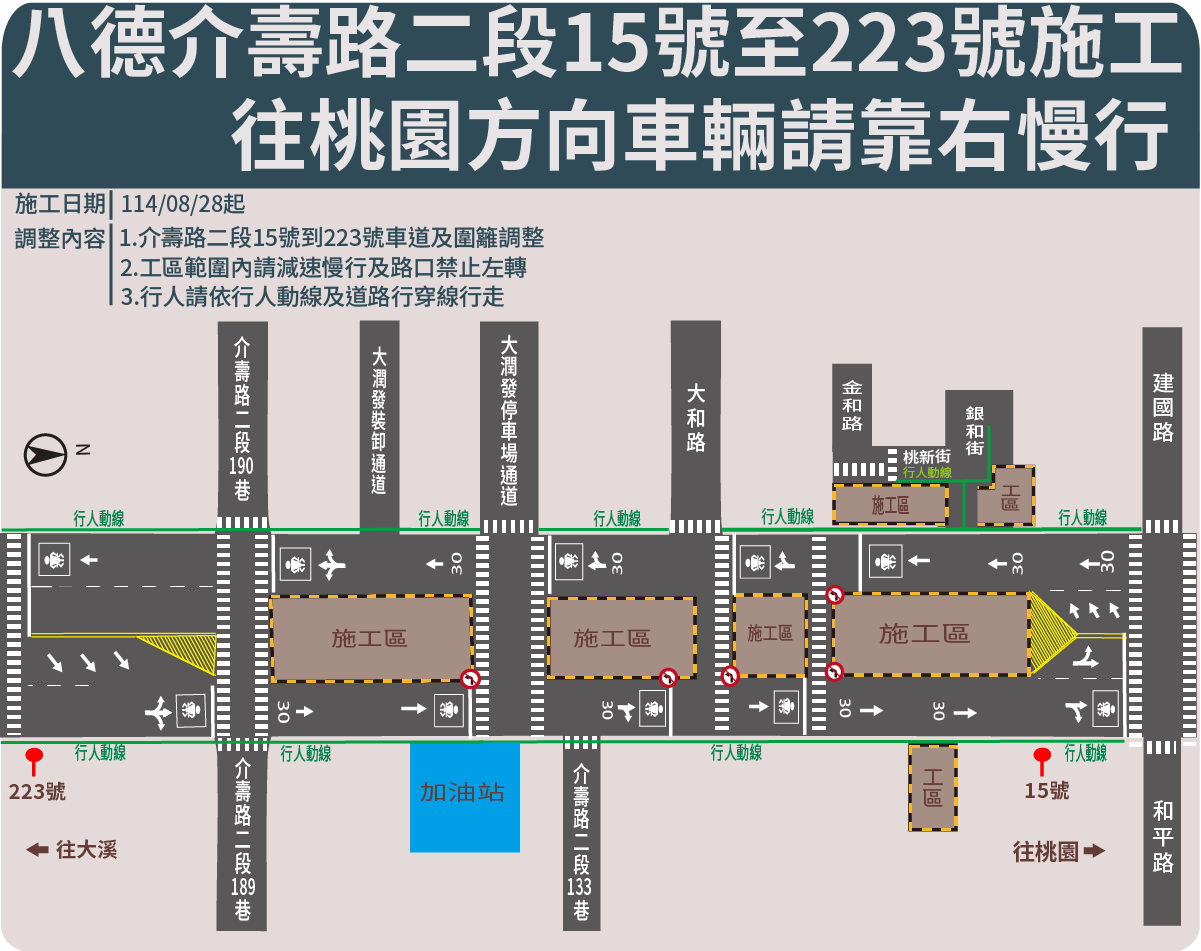 八德介壽路二段15號至223號施工
往桃園方向車輛請靠右慢行
施工日期 114/08/28起
調整內容 1.介壽路二段15號到223號車道及圍籬調整
2.工區範圍內請減速慢行及路口禁止左轉
3.行人請依行人動線及道路行穿線行走
介壽路二段190巷
大潤發裝卸通道
大潤發停車場通道
大和路
金和路
銀和街
建國路
桃新街
行人動線
N
施工區
工區
行人動線
行人動線
行人動線
行人動線
行人動線
30
30
30
30
施工區
施工區
施工區
施工區
30
30
30
30
行人動線
行人動線
行人動線
行人動線
223號
介壽路二段189巷
加油站
介壽路二段133巷
工區
15號
和平路
往大溪
往桃園